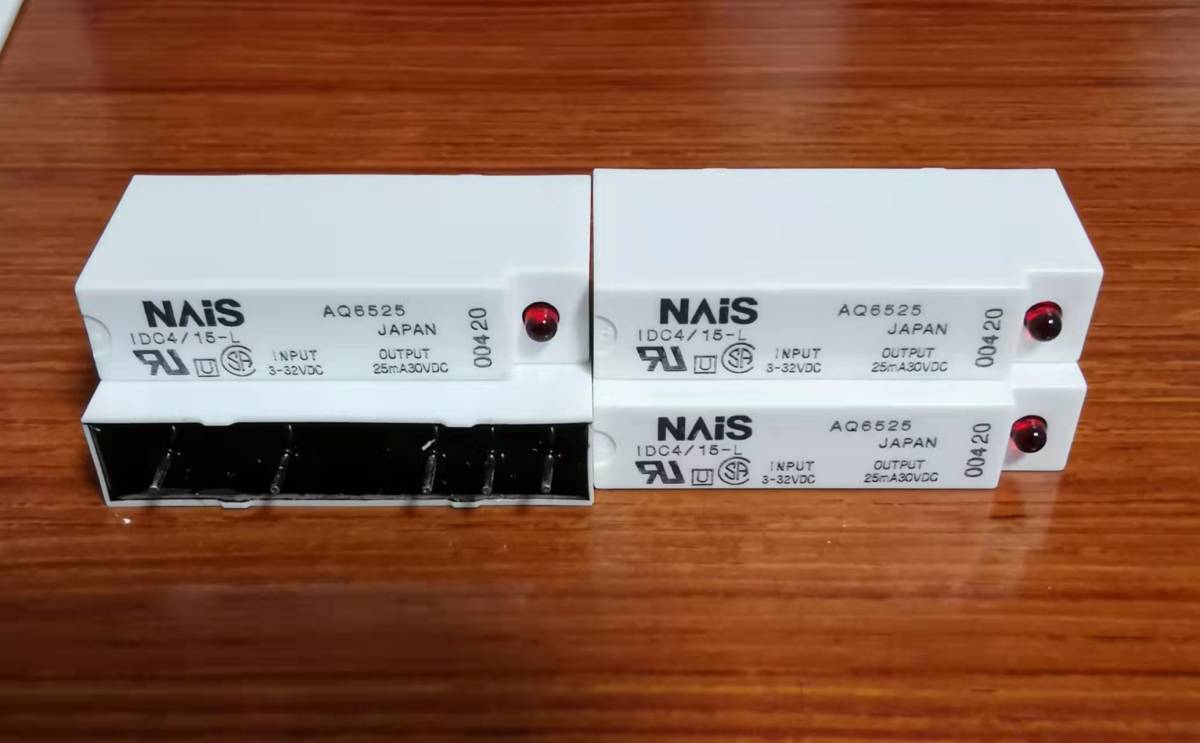 NAiS AQ6525
IDC4/15-L JAPAN
INPUT OUTPUT
3-32VDC 25mA30VDC
00420
NAiS AQ6525
IDC4/15-L JAPAN
INPUT OUTPUT
3-32VDC 25mA30VDC
00420
NAiS AQ6525
IDC4/15-L JAPAN
INPUT OUTPUT
3-32VDC 25mA30VDC
00420